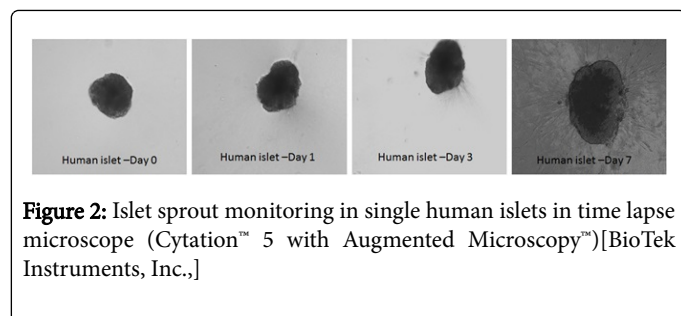 Human islet –Day 0
Human islet –Day 1
Human islet –Day 3
Human islet –Day 7
Figure 2: Islet sprout monitoring in single human islets in time lapse
microscope (Cytation™ 5 with Augmented Microscopy™)[BioTek
Instruments, Inc.,]